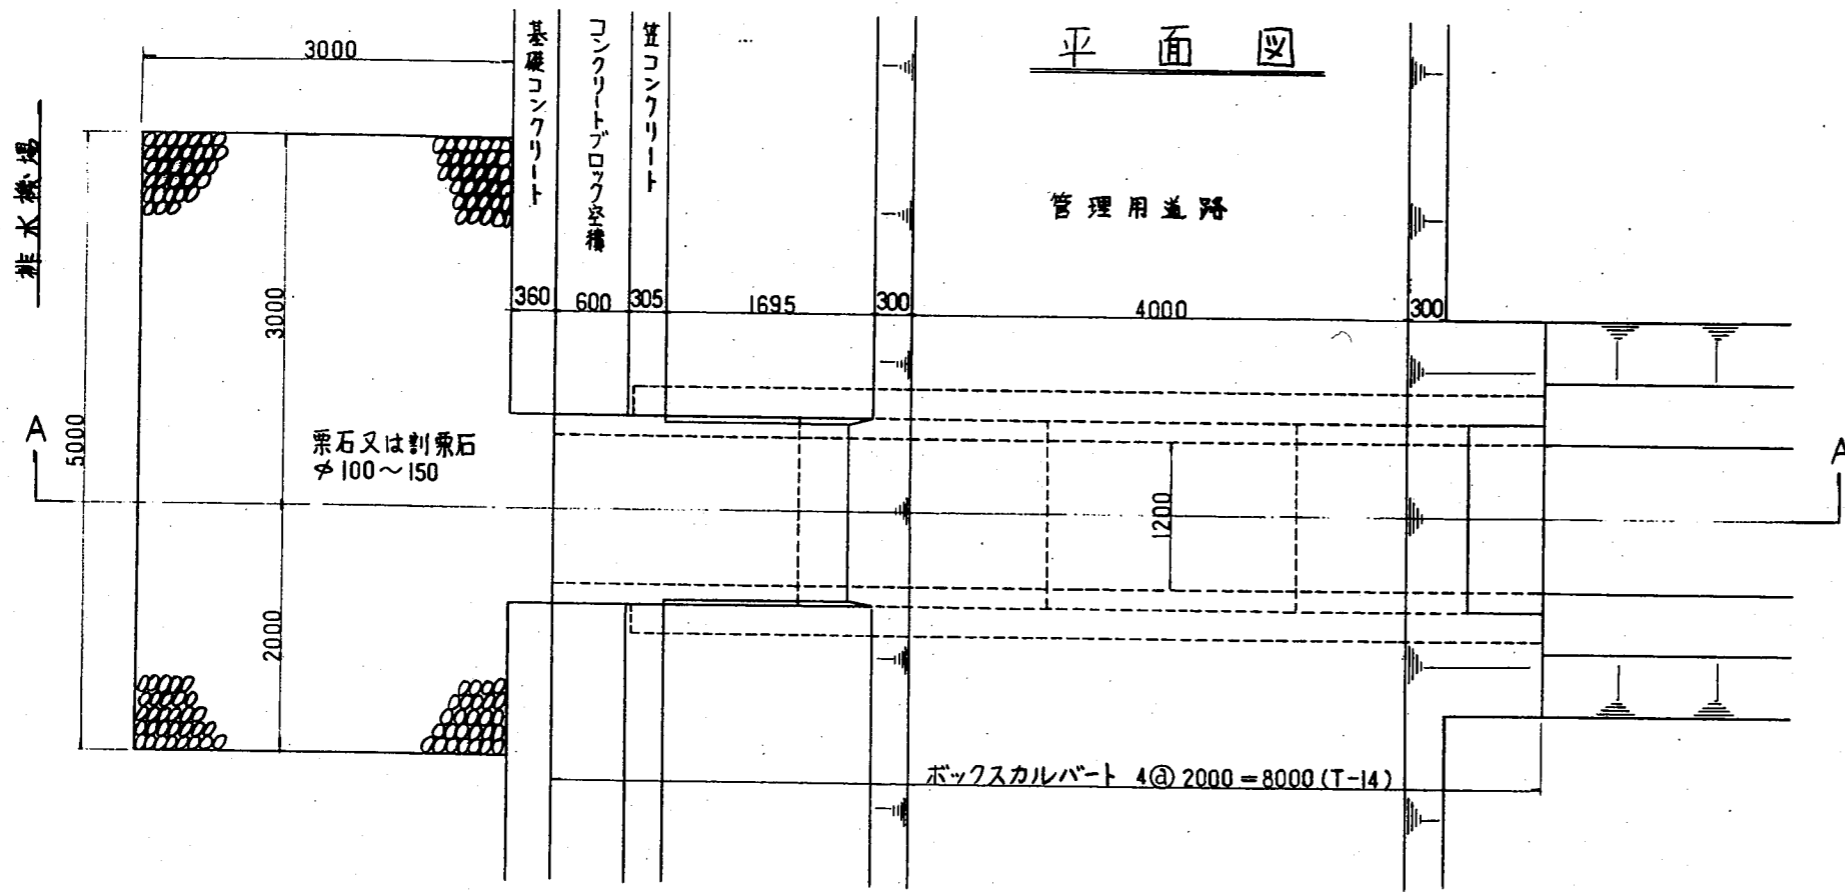 平面図
3000
基礎コンクリート
コンクリートブロック空積
笠コンクリート
排水機場
管理用道路
360
600
305
1695
300
4000
300
3000
5000
A
A
栗石又は割栗石
φ100～150
1200
2000
ボックスカルバート 4@2000=8000(T-14)